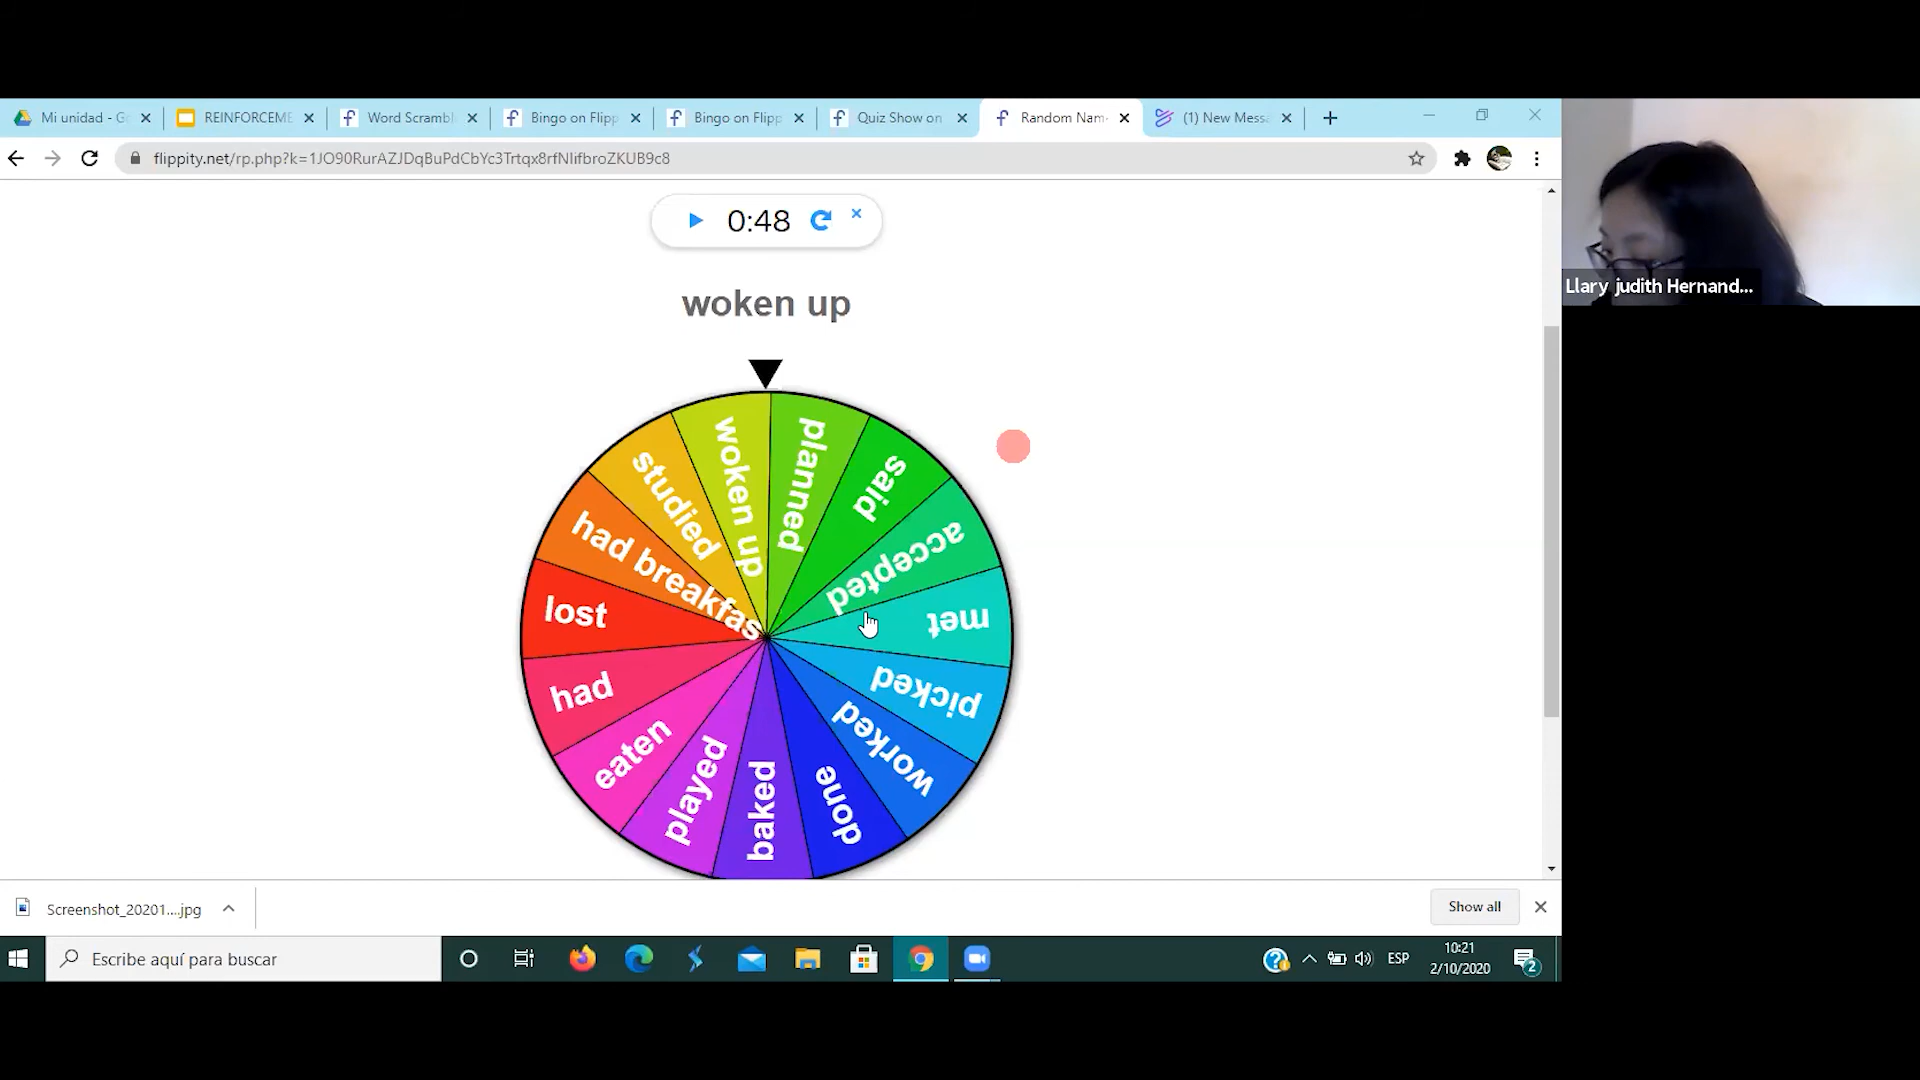 Mi unidad - G
REINFORCEME
Word Scrambl
Bingo on Flipp
Bingo on Flipp
Quiz Show on
Random Nam
(1) New Messa
flippity.net/rp.php?k=1JO90RurAZJDqBuPdCbYc3Trtqx8rfNIifbroZKUB9c8
0:48
woken up
woken up
planned
said
accepted
met
picked
worked
done
baked
played
eaten
had
lost
had breakfas
studied
Llary judith Hernand...
Screenshot_20201....jpg
Show all
Escribe aquí para buscar
ESP
10:21
2/10/2020
2